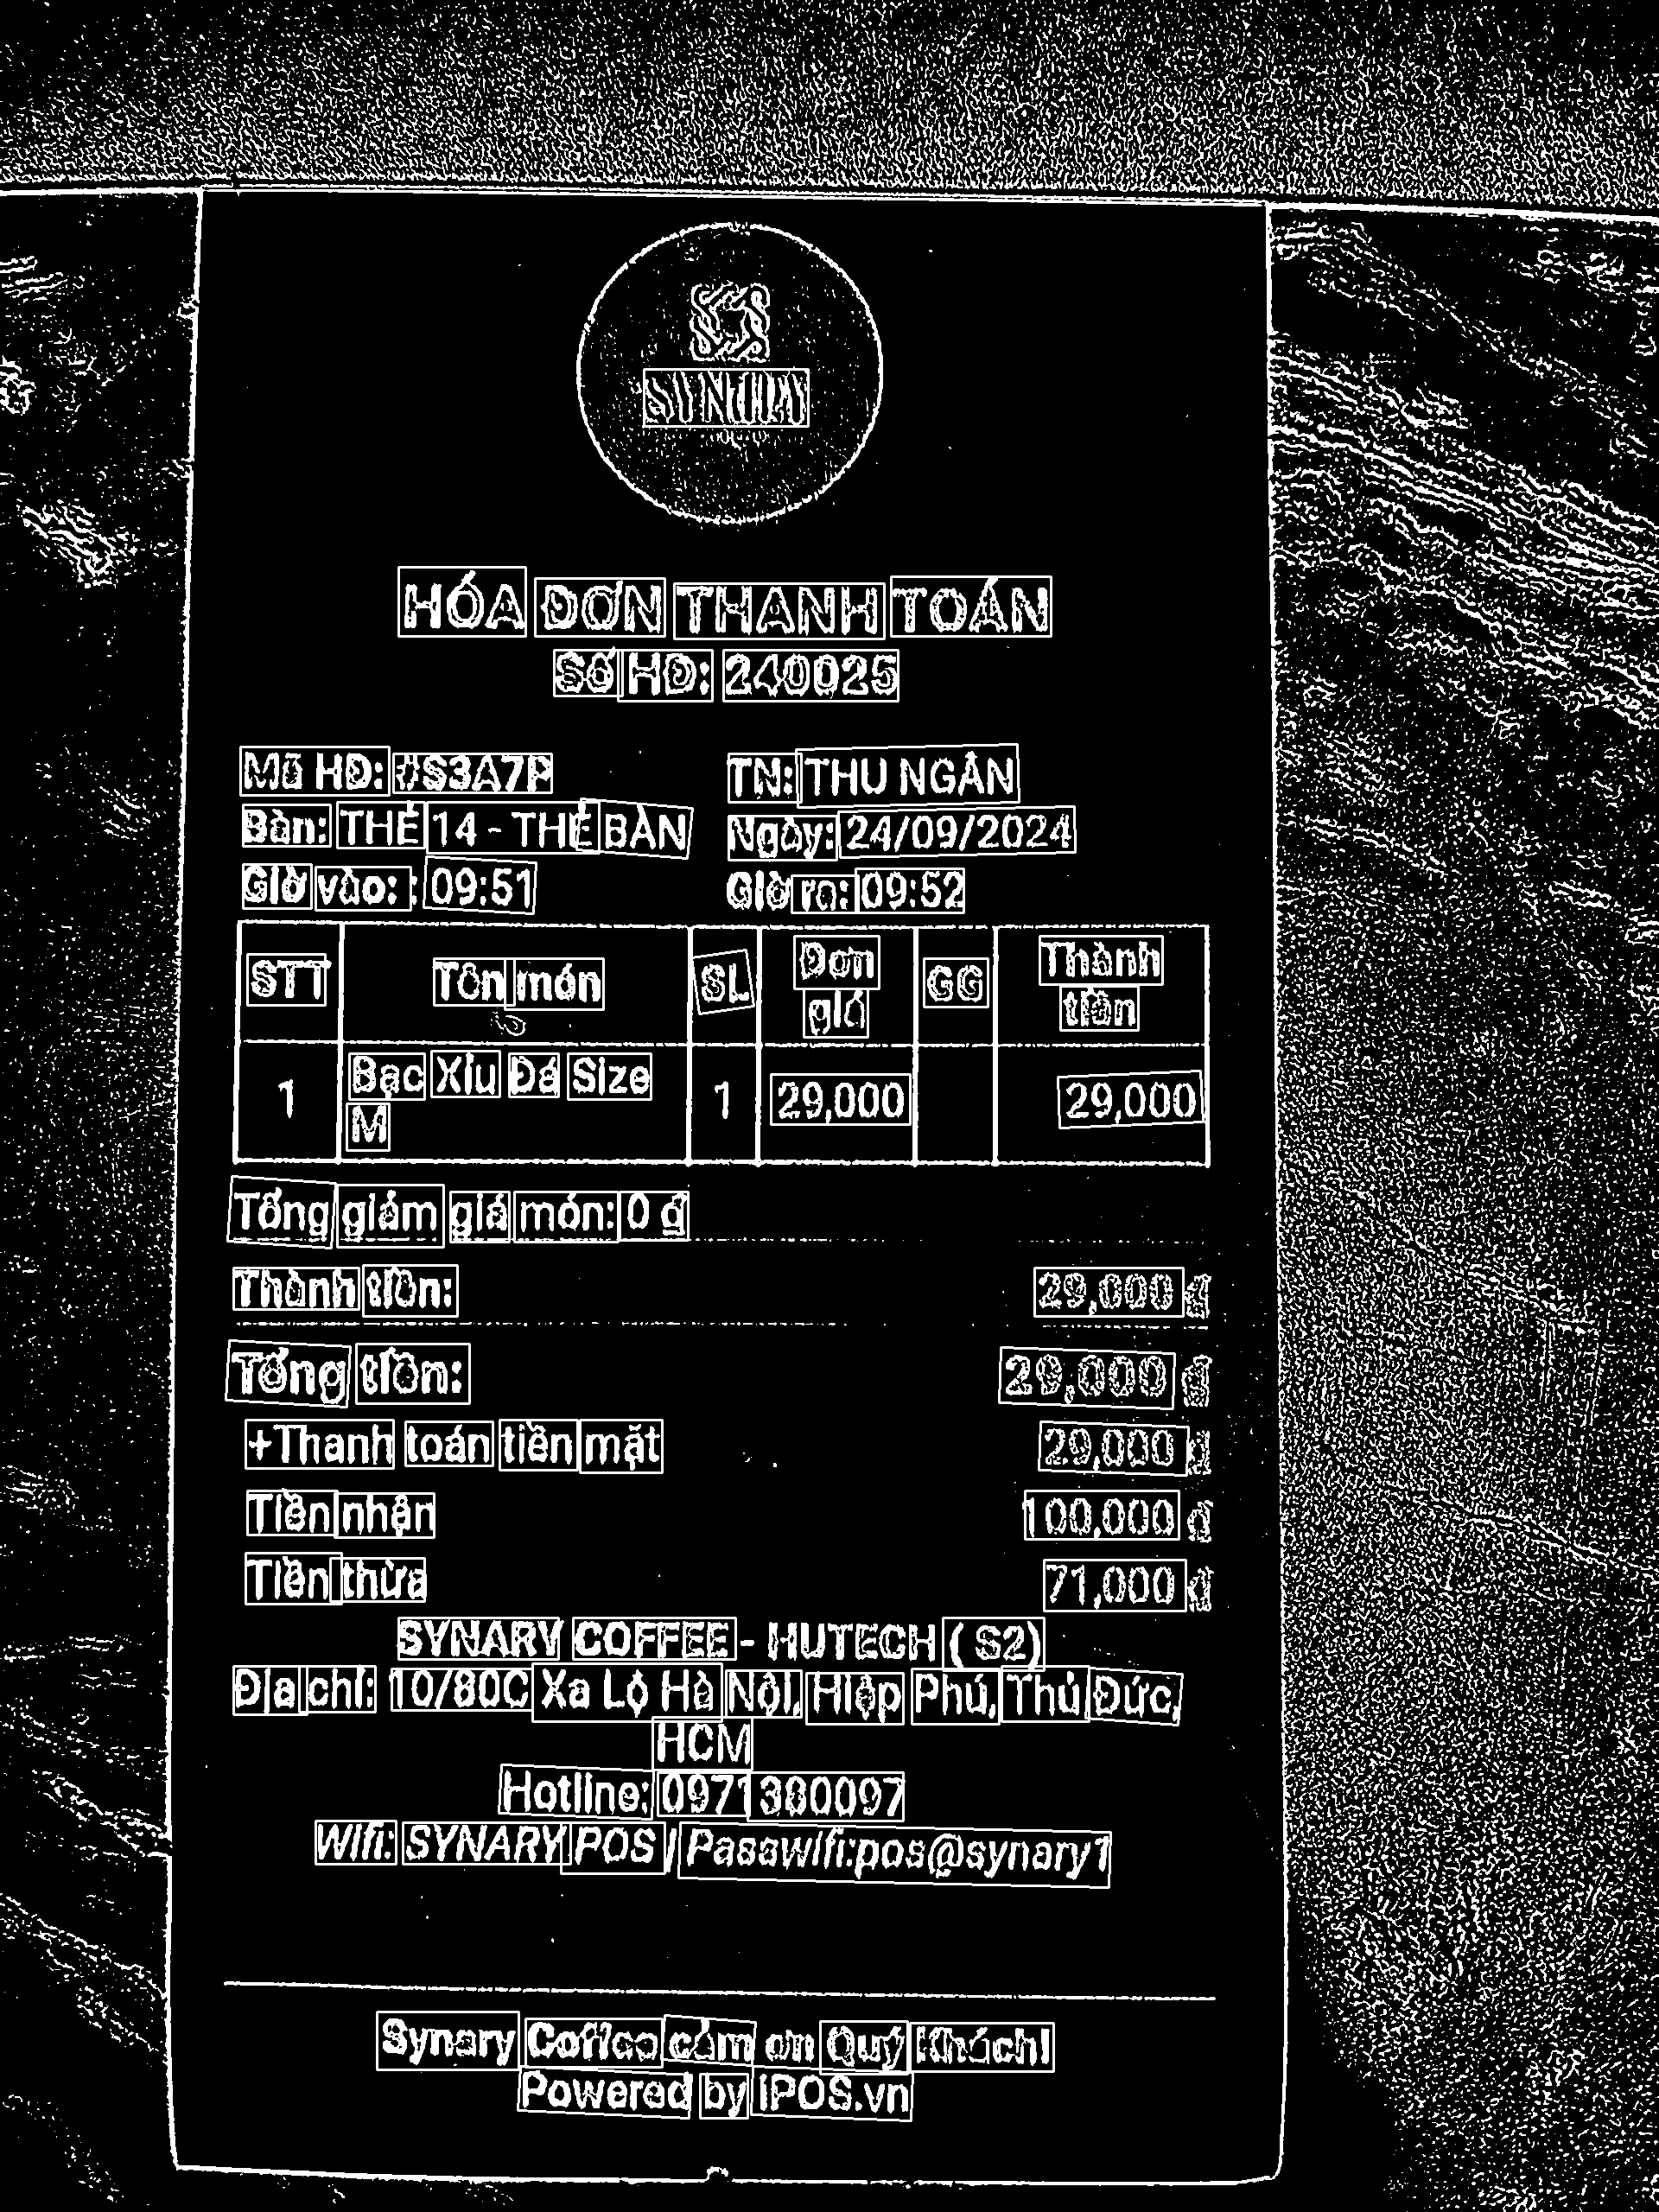 SYNARY
HÓA ĐƠN THANH TOÁN
Số HĐ: 240025
Mã HĐ: #S3A7P TN: THU NGÂN
Bàn: THẺ 14 - THẺ BÀN Ngày: 24/09/2024
Giờ vào: : 09:51 Giờ ra: 09:52
STT Tên món SL Đơn giá GG Thành tiền
1 Bạc Xỉu Đá Size M 1 29,000 29,000
Tổng giảm giá món: 0 ₫
Thành tiền: 29,000 ₫
Tổng tiền: 29,000 ₫
+Thanh toán tiền mặt 29,000 ₫
Tiền nhận 100,000 ₫
Tiền thừa 71,000 ₫
SYNARY COFFEE - HUTECH ( S2)
Địa chỉ: 10/80C Xa Lộ Hà Nội, Hiệp Phú, Thủ Đức,
HCM
Hotline: 0971380097
Wifi: SYNARY POS / Passwifi:pos@synary1
Synary Coffee cảm ơn Quý Khách!
Powered by iPOS.vn